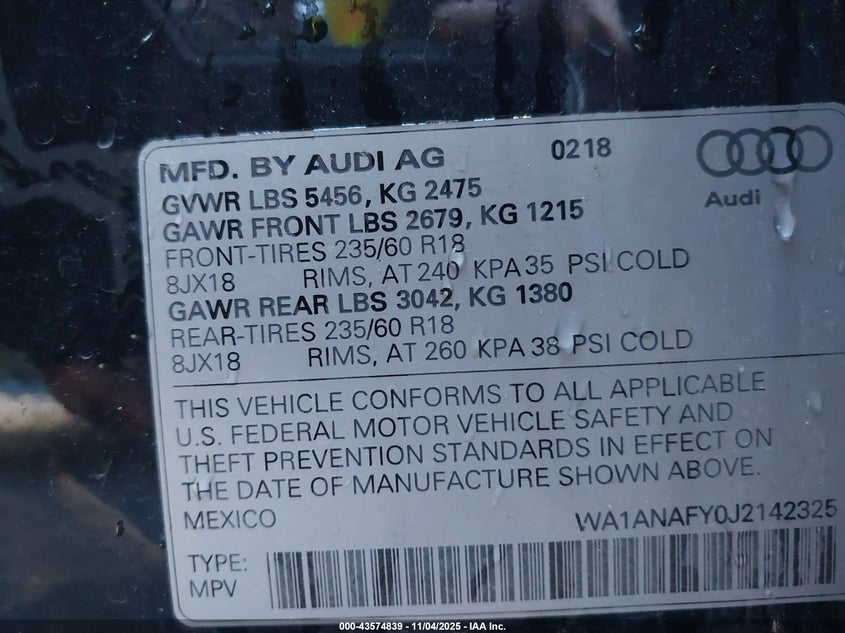 MFD. BY AUDI AG 0218
GVWR LBS 5456, KG 2475
GAWR FRONT LBS 2679, KG 1215
Audi
FRONT-TIRES 235/60 R18
8JX18 RIMS, AT 240 KPA 35 PSI COLD
GAWR REAR LBS 3042, KG 1380
REAR-TIRES 235/60 R18
8JX18 RIMS, AT 260 KPA 38 PSI COLD
THIS VEHICLE CONFORMS TO ALL APPLICABLE
U.S. FEDERAL MOTOR VEHICLE SAFETY AND
THEFT PREVENTION STANDARDS IN EFFECT ON
THE DATE OF MANUFACTURE SHOWN ABOVE.
MEXICO WA1ANAFY0J2142325
TYPE:
MPV
000-43574839 - 11/04/2025 - IAA Inc.